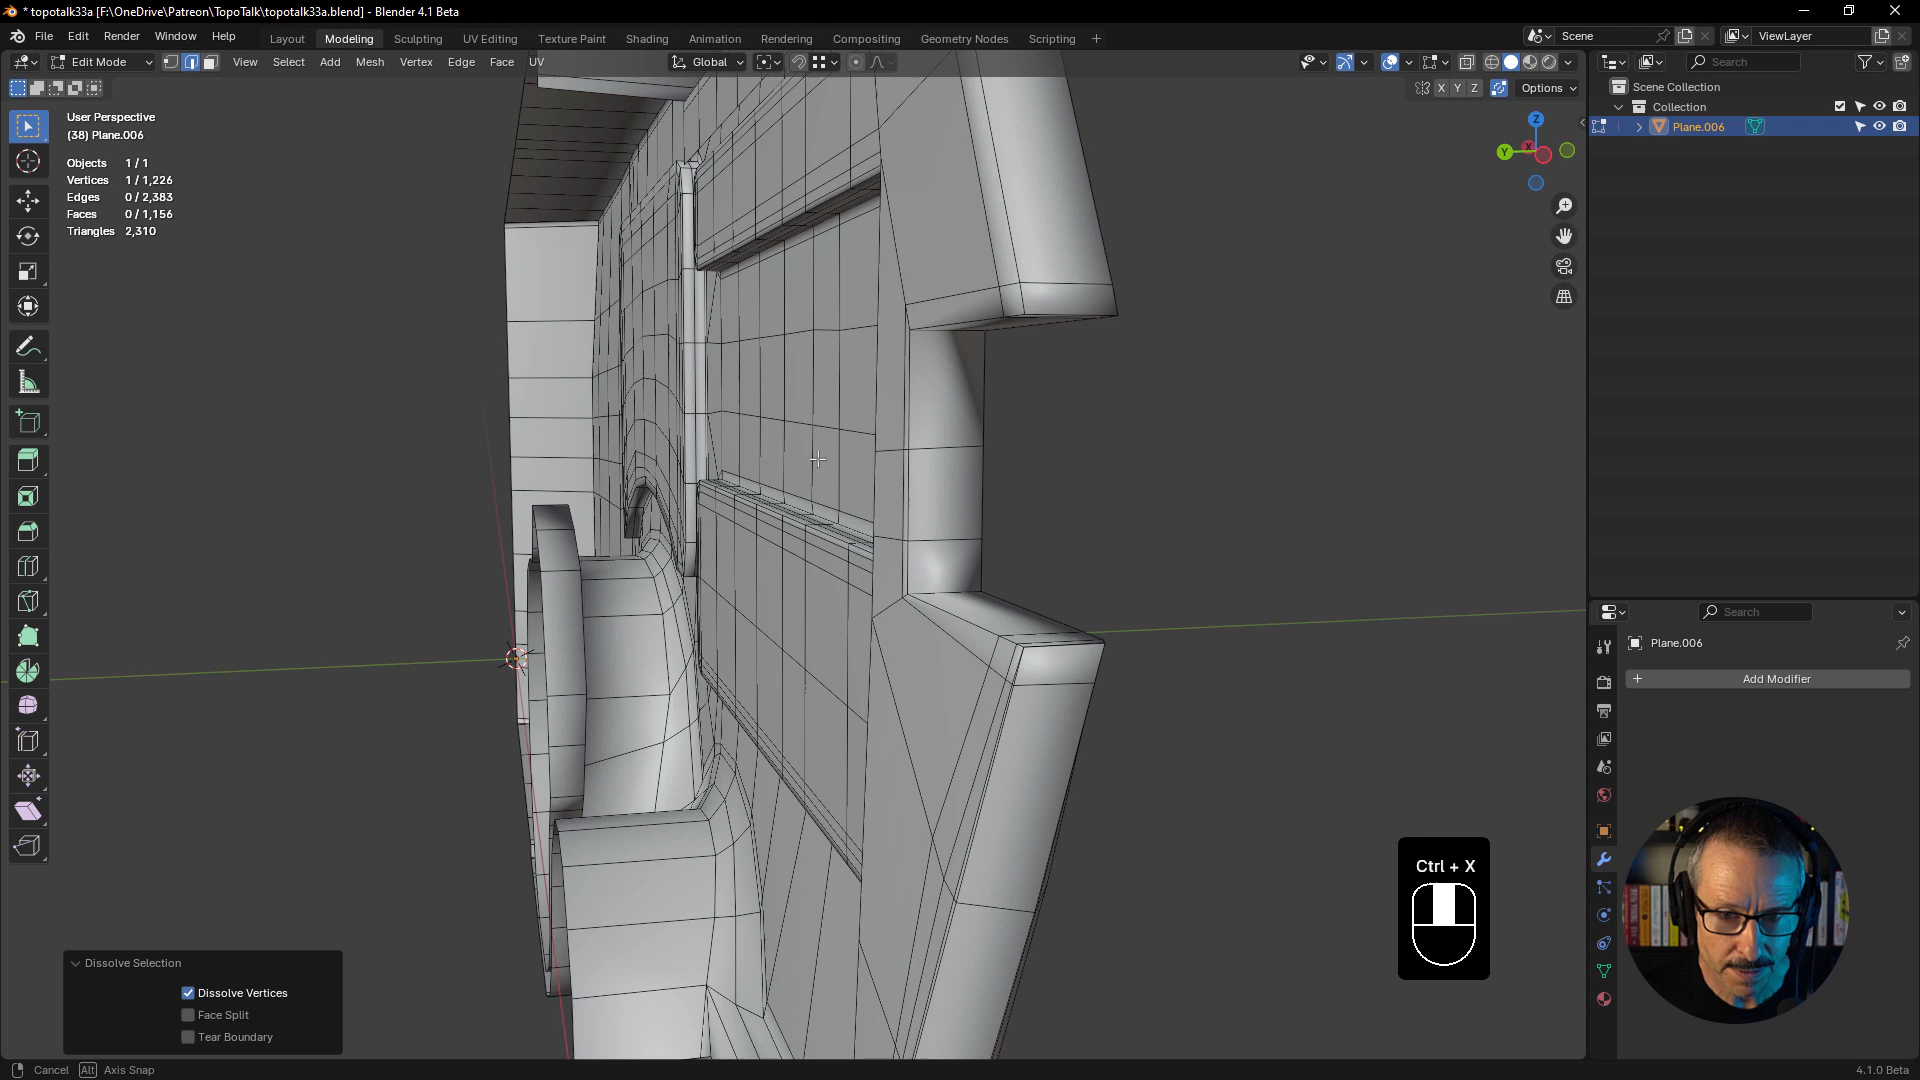 * topotalk33a [F:\OneDrive\Patreon\TopoTalk\topotalk33a.blend] - Blender 4.1 Beta
File Edit Render Window Help Layout Modeling Sculpting UV Editing Texture Paint Shading Animation Rendering Compositing Geometry Nodes Scripting + Scene ViewLayer
Edit Mode View Select Add Mesh Vertex Edge Face UV Global Search
X Y Z Options
Scene Collection
Collection
Plane.006
User Perspective
(38) Plane.006
Objects 1 / 1
Vertices 1 / 1,226
Edges 0 / 2,383
Faces 0 / 1,156
Triangles 2,310
Z
Y
X
Search
Plane.006
+ Add Modifier
Ctrl + X
Dissolve Selection
Dissolve Vertices
Face Split
Tear Boundary
Cancel Alt Axis Snap 4.1.0 Beta